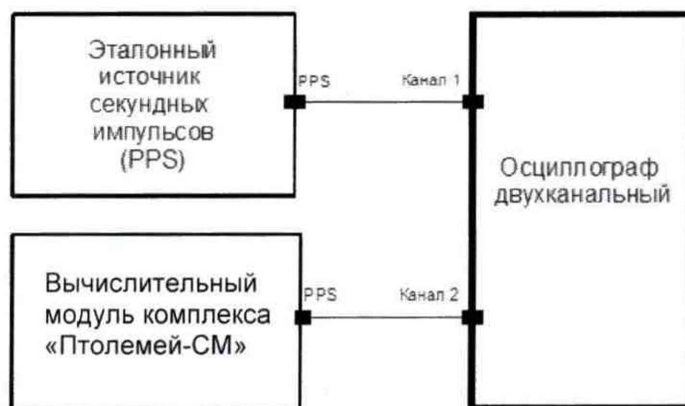 Эталонный
источник
секундных
импульсов
(PPS)
PPS
Канал 1
Осциллограф
двухканальный
Вычислительный
модуль комплекса
«Птолемей-СМ»
PPS
Канал 2